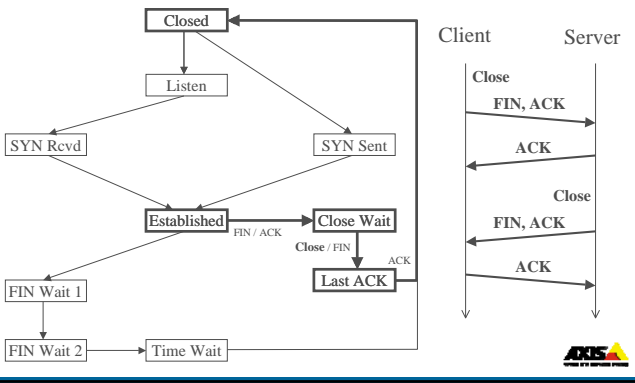 Closed
Client
Server
Close
Listen
FIN, ACK
SYN Rcvd
SYN Sent
ACK
Close
Established
FIN / ACK
Close Wait
FIN, ACK
Close / FIN
ACK
Last ACK
ACK
FIN Wait 1
FIN Wait 2
Time Wait
AXIS